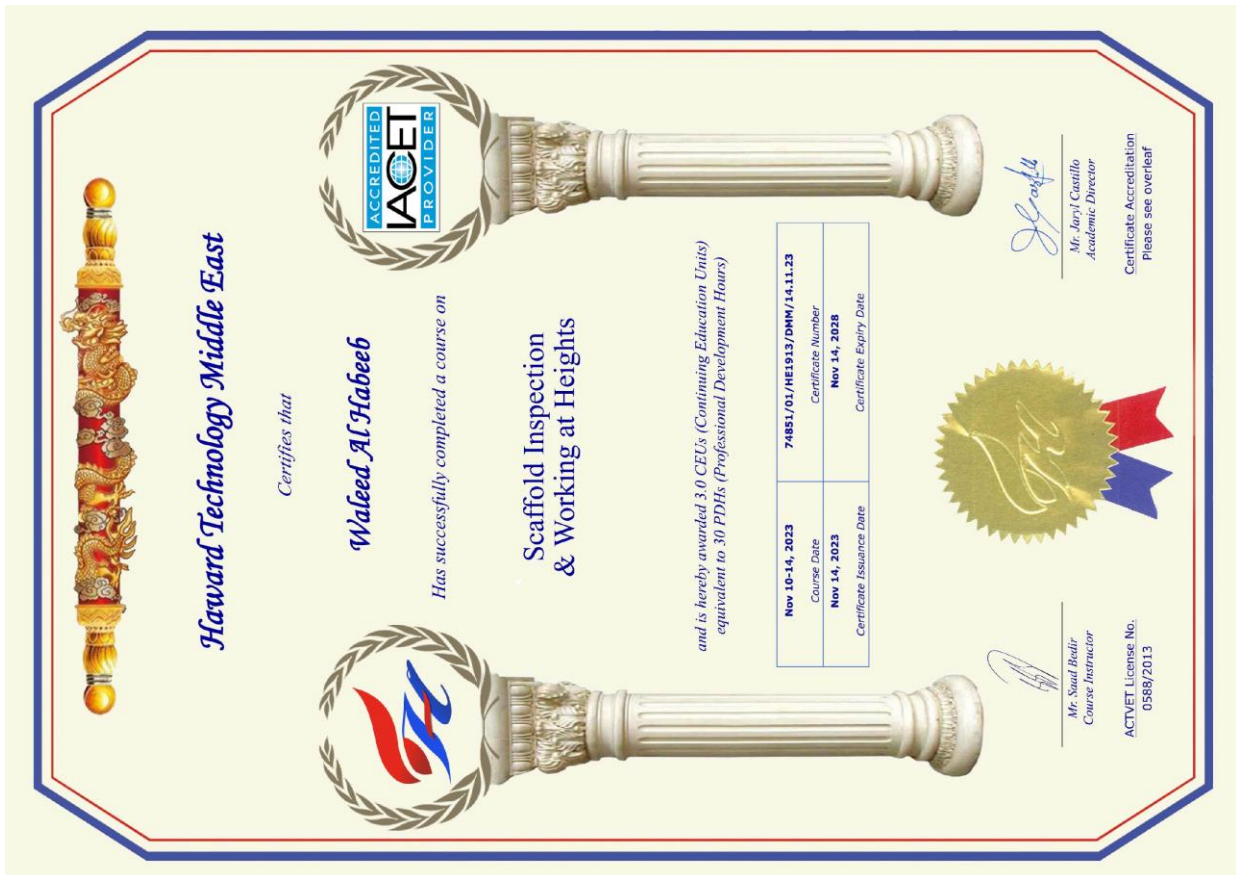 Haward Technology Middle East
Certifies that
ACCREDITED
IACET
PROVIDER
Waleed Al Habeeb
Has successfully completed a course on
Scaffold Inspection
& Working at Heights
and is hereby awarded 3.0 CEUs (Continuing Education Units)
equivalent to 30 PDHs (Professional Development Hours)
Nov 10-14, 2023 74851/01/HE1913/DMM/14.11.23
Course Date Certificate Number
Nov 14, 2023 Nov 14, 2028
Certificate Issuance Date Certificate Expiry Date
Mr. Saad Bedir
Course Instructor
Mr. Jaryl Castillo
Academic Director
ACTVET License No.
0588/2013
Certificate Accreditation
Please see overleaf